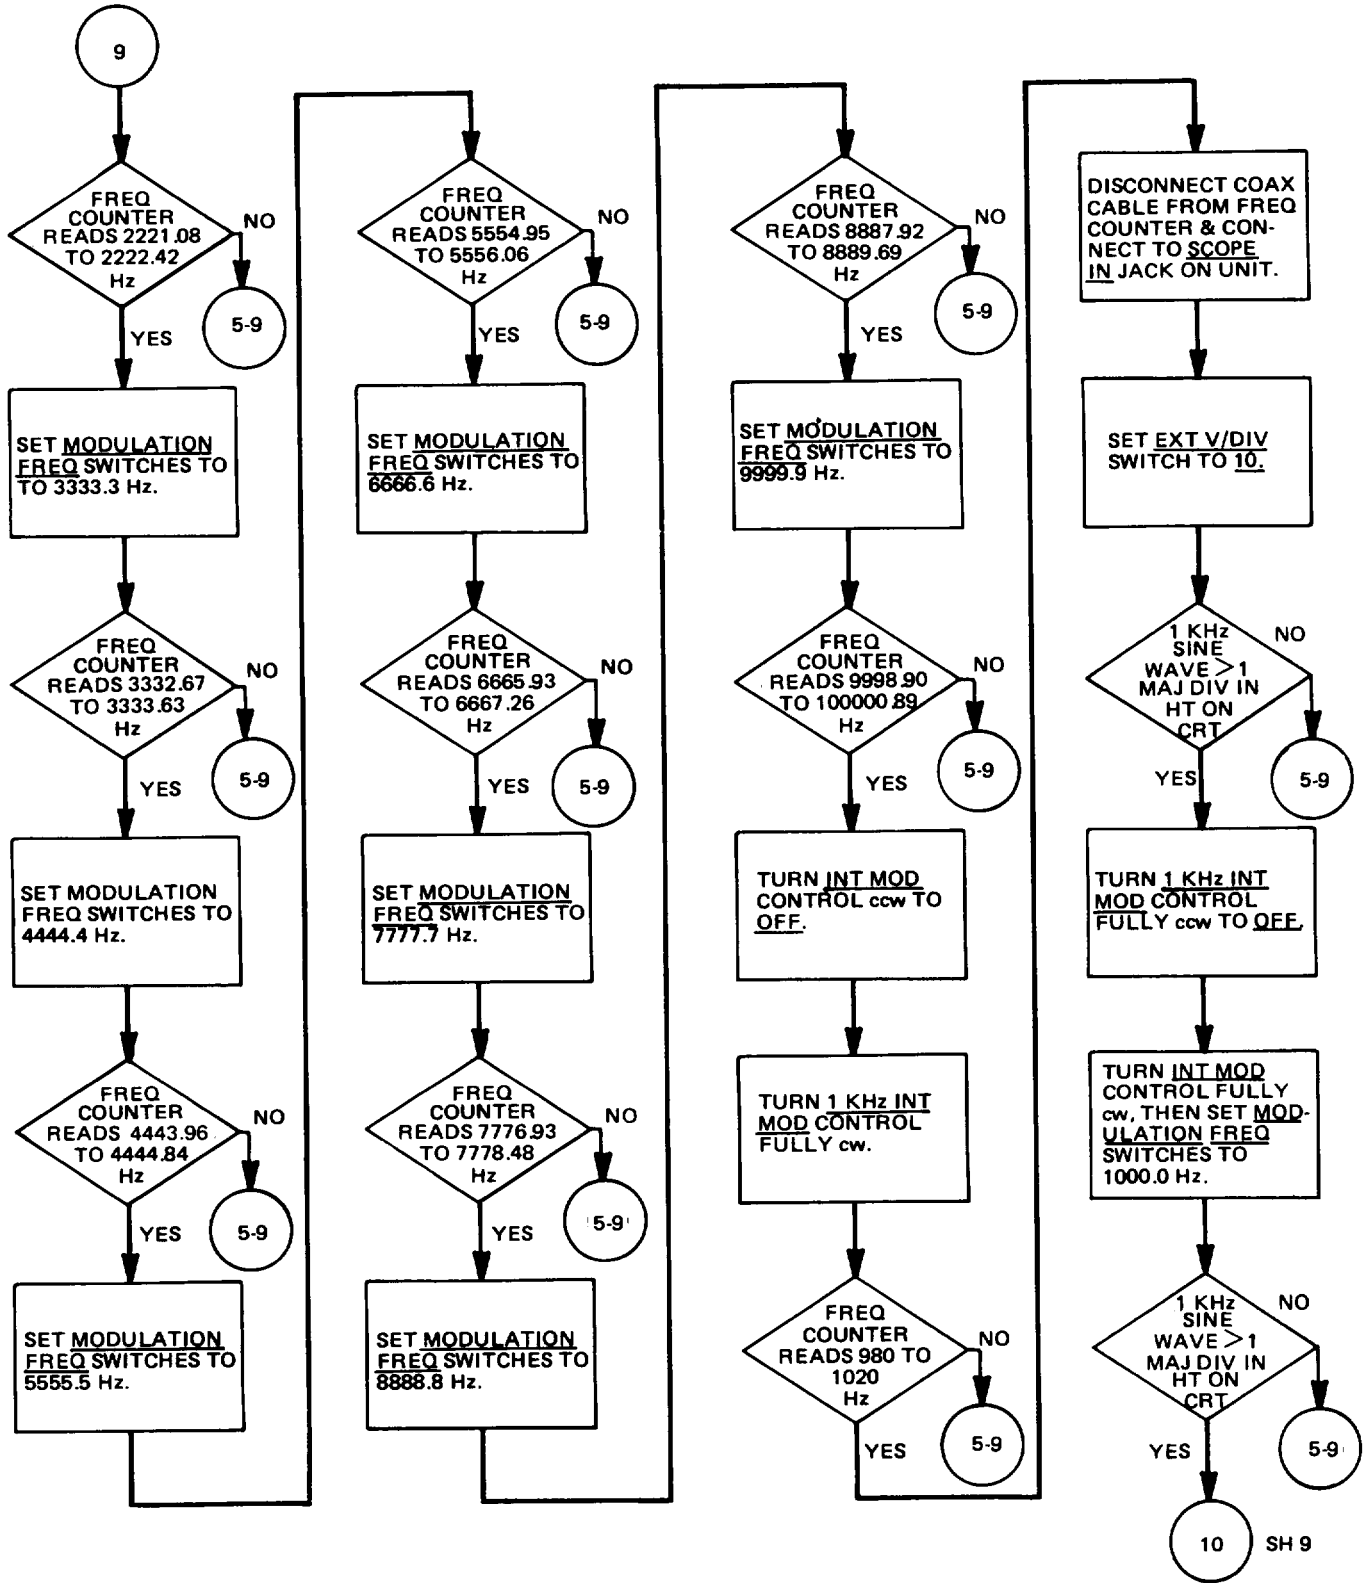 9
FREQ
COUNTER
READS 2221.08
TO 2222.42
Hz
NO
5-9
YES
SET MODULATION
FREQ SWITCHES TO
TO 3333.3 Hz.
FREQ
COUNTER
READS 3332.67
TO 3333.63
Hz
NO
5-9
YES
SET MODULATION
FREQ SWITCHES TO
4444.4 Hz.
FREQ
COUNTER
READS 4443.96
TO 4444.84
Hz
NO
5-9
YES
SET MODULATION
FREQ SWITCHES TO
5555.5 Hz.
FREQ
COUNTER
READS 5554.95
TO 5556.06
Hz
NO
5-9
YES
SET MODULATION
FREQ SWITCHES TO
6666.6 Hz.
FREQ
COUNTER
READS 6665.93
TO 6667.26
Hz
NO
5-9
YES
SET MODULATION
FREQ SWITCHES TO
7777.7 Hz.
FREQ
COUNTER
READS 7776.93
TO 7778.48
Hz
NO
5-9
YES
SET MODULATION
FREQ SWITCHES TO
8888.8 Hz.
FREQ
COUNTER
READS 8887.92
TO 8889.69
Hz
NO
5-9
YES
SET MODULATION
FREQ SWITCHES TO
9999.9 Hz.
FREQ
COUNTER
READS 9998.90
TO 100000.89
Hz
NO
5-9
YES
TURN INT MOD
CONTROL ccw TO
OFF.
TURN 1 KHz INT
MOD CONTROL
FULLY cw.
FREQ
COUNTER
READS 980 TO
1020
Hz
NO
5-9
YES
DISCONNECT COAX
CABLE FROM FREQ
COUNTER & CON-
NECT TO SCOPE
IN JACK ON UNIT.
SET EXT V/DIV
SWITCH TO 10.
1 KHz
SINE
WAVE > 1
MAJ DIV IN
HT ON
CRT
NO
5-9
YES
TURN 1 KHz INT
MOD CONTROL
FULLY ccw TO OFF.
TURN INT MOD
CONTROL FULLY
cw, THEN SET MOD-
ULATION FREQ
SWITCHES TO
1000.0 Hz.
1 KHz
SINE
WAVE > 1
MAJ DIV IN
HT ON
CRT
NO
5-9
YES
10 SH 9